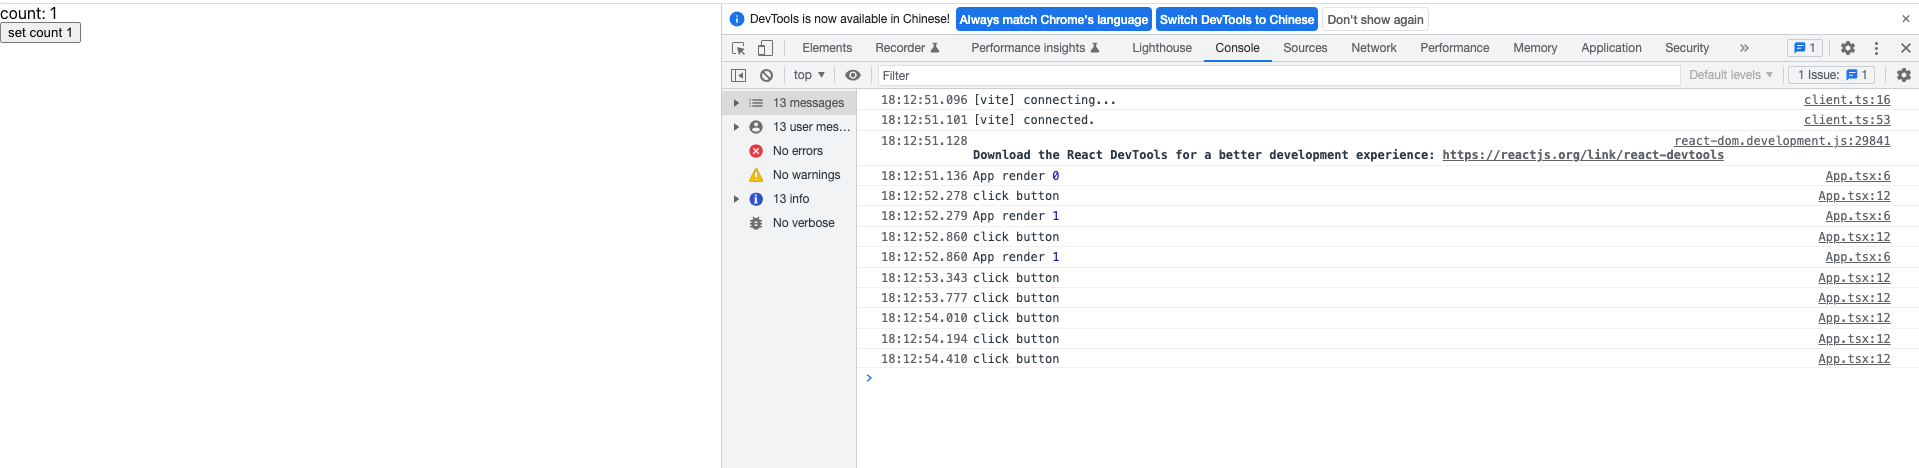 count: 1
set count 1
DevTools is now available in Chinese! Always match Chrome's language Switch DevTools to Chinese Don't show again
Elements Recorder Performance insights Lighthouse Console Sources Network Performance Memory Application Security 1
top Filter Default levels 1 Issue: 1
13 messages
13 user mes...
No errors
No warnings
13 info
No verbose
18:12:51.096 [vite] connecting... client.ts:16
18:12:51.101 [vite] connected. client.ts:53
18:12:51.128 react-dom.development.js:29841
Download the React DevTools for a better development experience: https://reactjs.org/link/react-devtools
18:12:51.136 App render 0 App.tsx:6
18:12:52.278 click button App.tsx:12
18:12:52.279 App render 1 App.tsx:6
18:12:52.860 click button App.tsx:12
18:12:52.860 App render 1 App.tsx:6
18:12:53.343 click button App.tsx:12
18:12:53.777 click button App.tsx:12
18:12:54.010 click button App.tsx:12
18:12:54.194 click button App.tsx:12
18:12:54.410 click button App.tsx:12